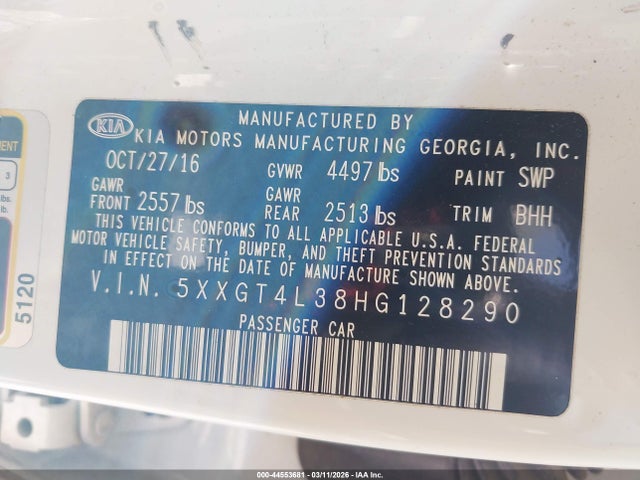 MANUFACTURED BY
KIA KIA MOTORS MANUFACTURING GEORGIA, INC.
OCT/27/16 GVWR 4497 lbs PAINT SWP
GAWR FRONT 2557 lbs GAWR REAR 2513 lbs TRIM BHH
THIS VEHICLE CONFORMS TO ALL APPLICABLE U.S.A. FEDERAL
MOTOR VEHICLE SAFETY, BUMPER, AND THEFT PREVENTION STANDARDS
IN EFFECT ON THE DATE OF MANUFACTURE SHOWN ABOVE.
V.I.N. 5XXGT4L38HG128290
PASSENGER CAR
3
lbs.
lb.
5120
000-44553681 - 03/11/2026 - IAA Inc.